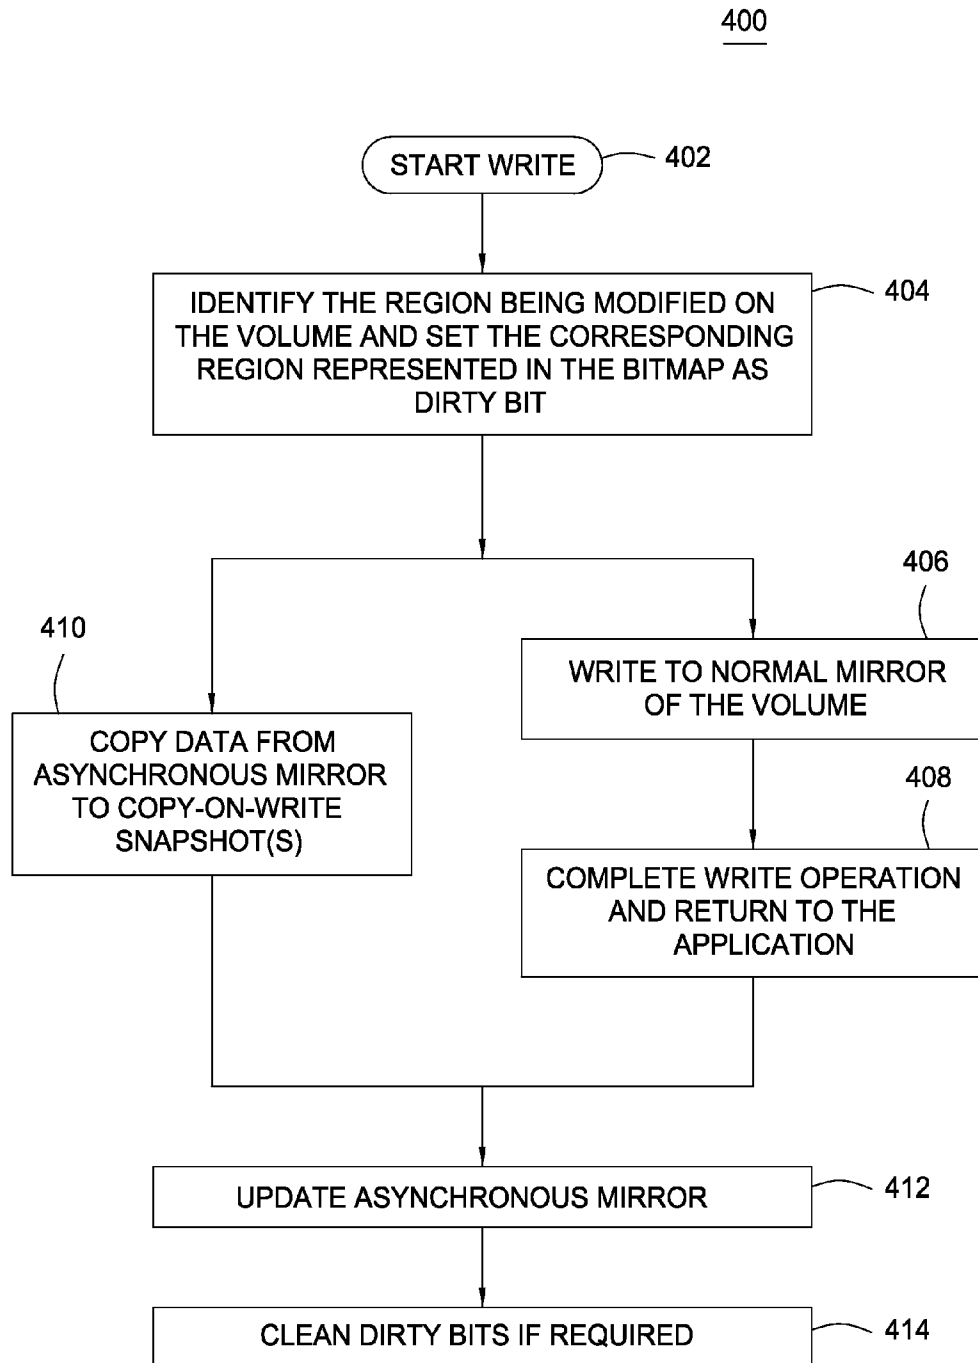 400
START WRITE
402
IDENTIFY THE REGION BEING MODIFIED ON
THE VOLUME AND SET THE CORRESPONDING
REGION REPRESENTED IN THE BITMAP AS
DIRTY BIT
404
406
WRITE TO NORMAL MIRROR
OF THE VOLUME
410
COPY DATA FROM
ASYNCHRONOUS MIRROR
TO COPY-ON-WRITE
SNAPSHOT(S)
408
COMPLETE WRITE OPERATION
AND RETURN TO THE
APPLICATION
UPDATE ASYNCHRONOUS MIRROR
412
CLEAN DIRTY BITS IF REQUIRED
414